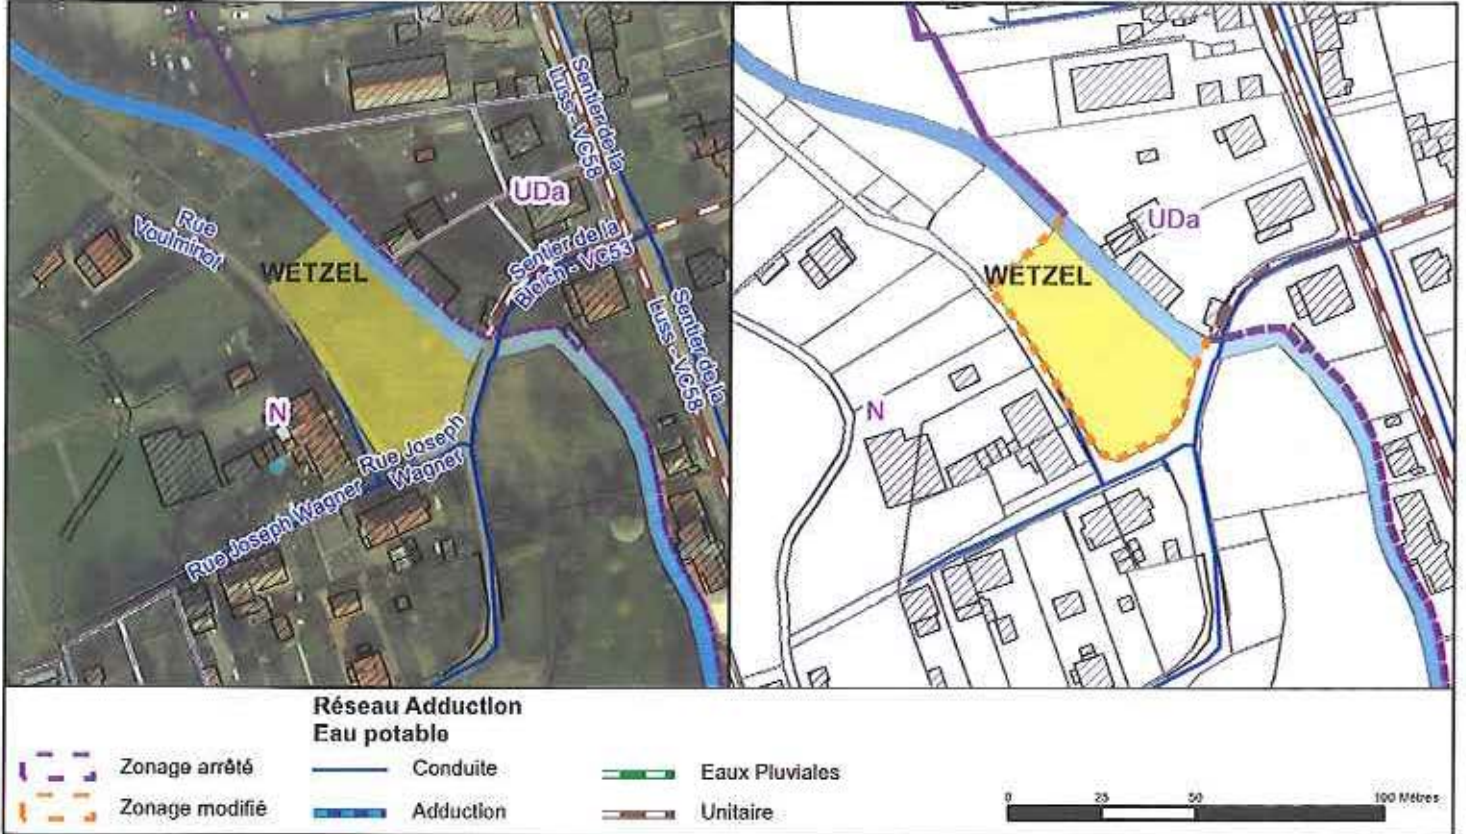 Sentier de la
Luss - VC58
UDa
Rue
Voulminot
Sentier de la
Bleich - VC53
WETZEL
Sentier de la
Luss - VC58
N
Rue Joseph
Wagner
Rue Joseph Wagner
UDa
WETZEL
N
Réseau Adduction
Eau potable
Zonage arrêté
Conduite
Eaux Pluviales
Zonage modifié
Adduction
Unitaire
0 25 50 100 Mètres